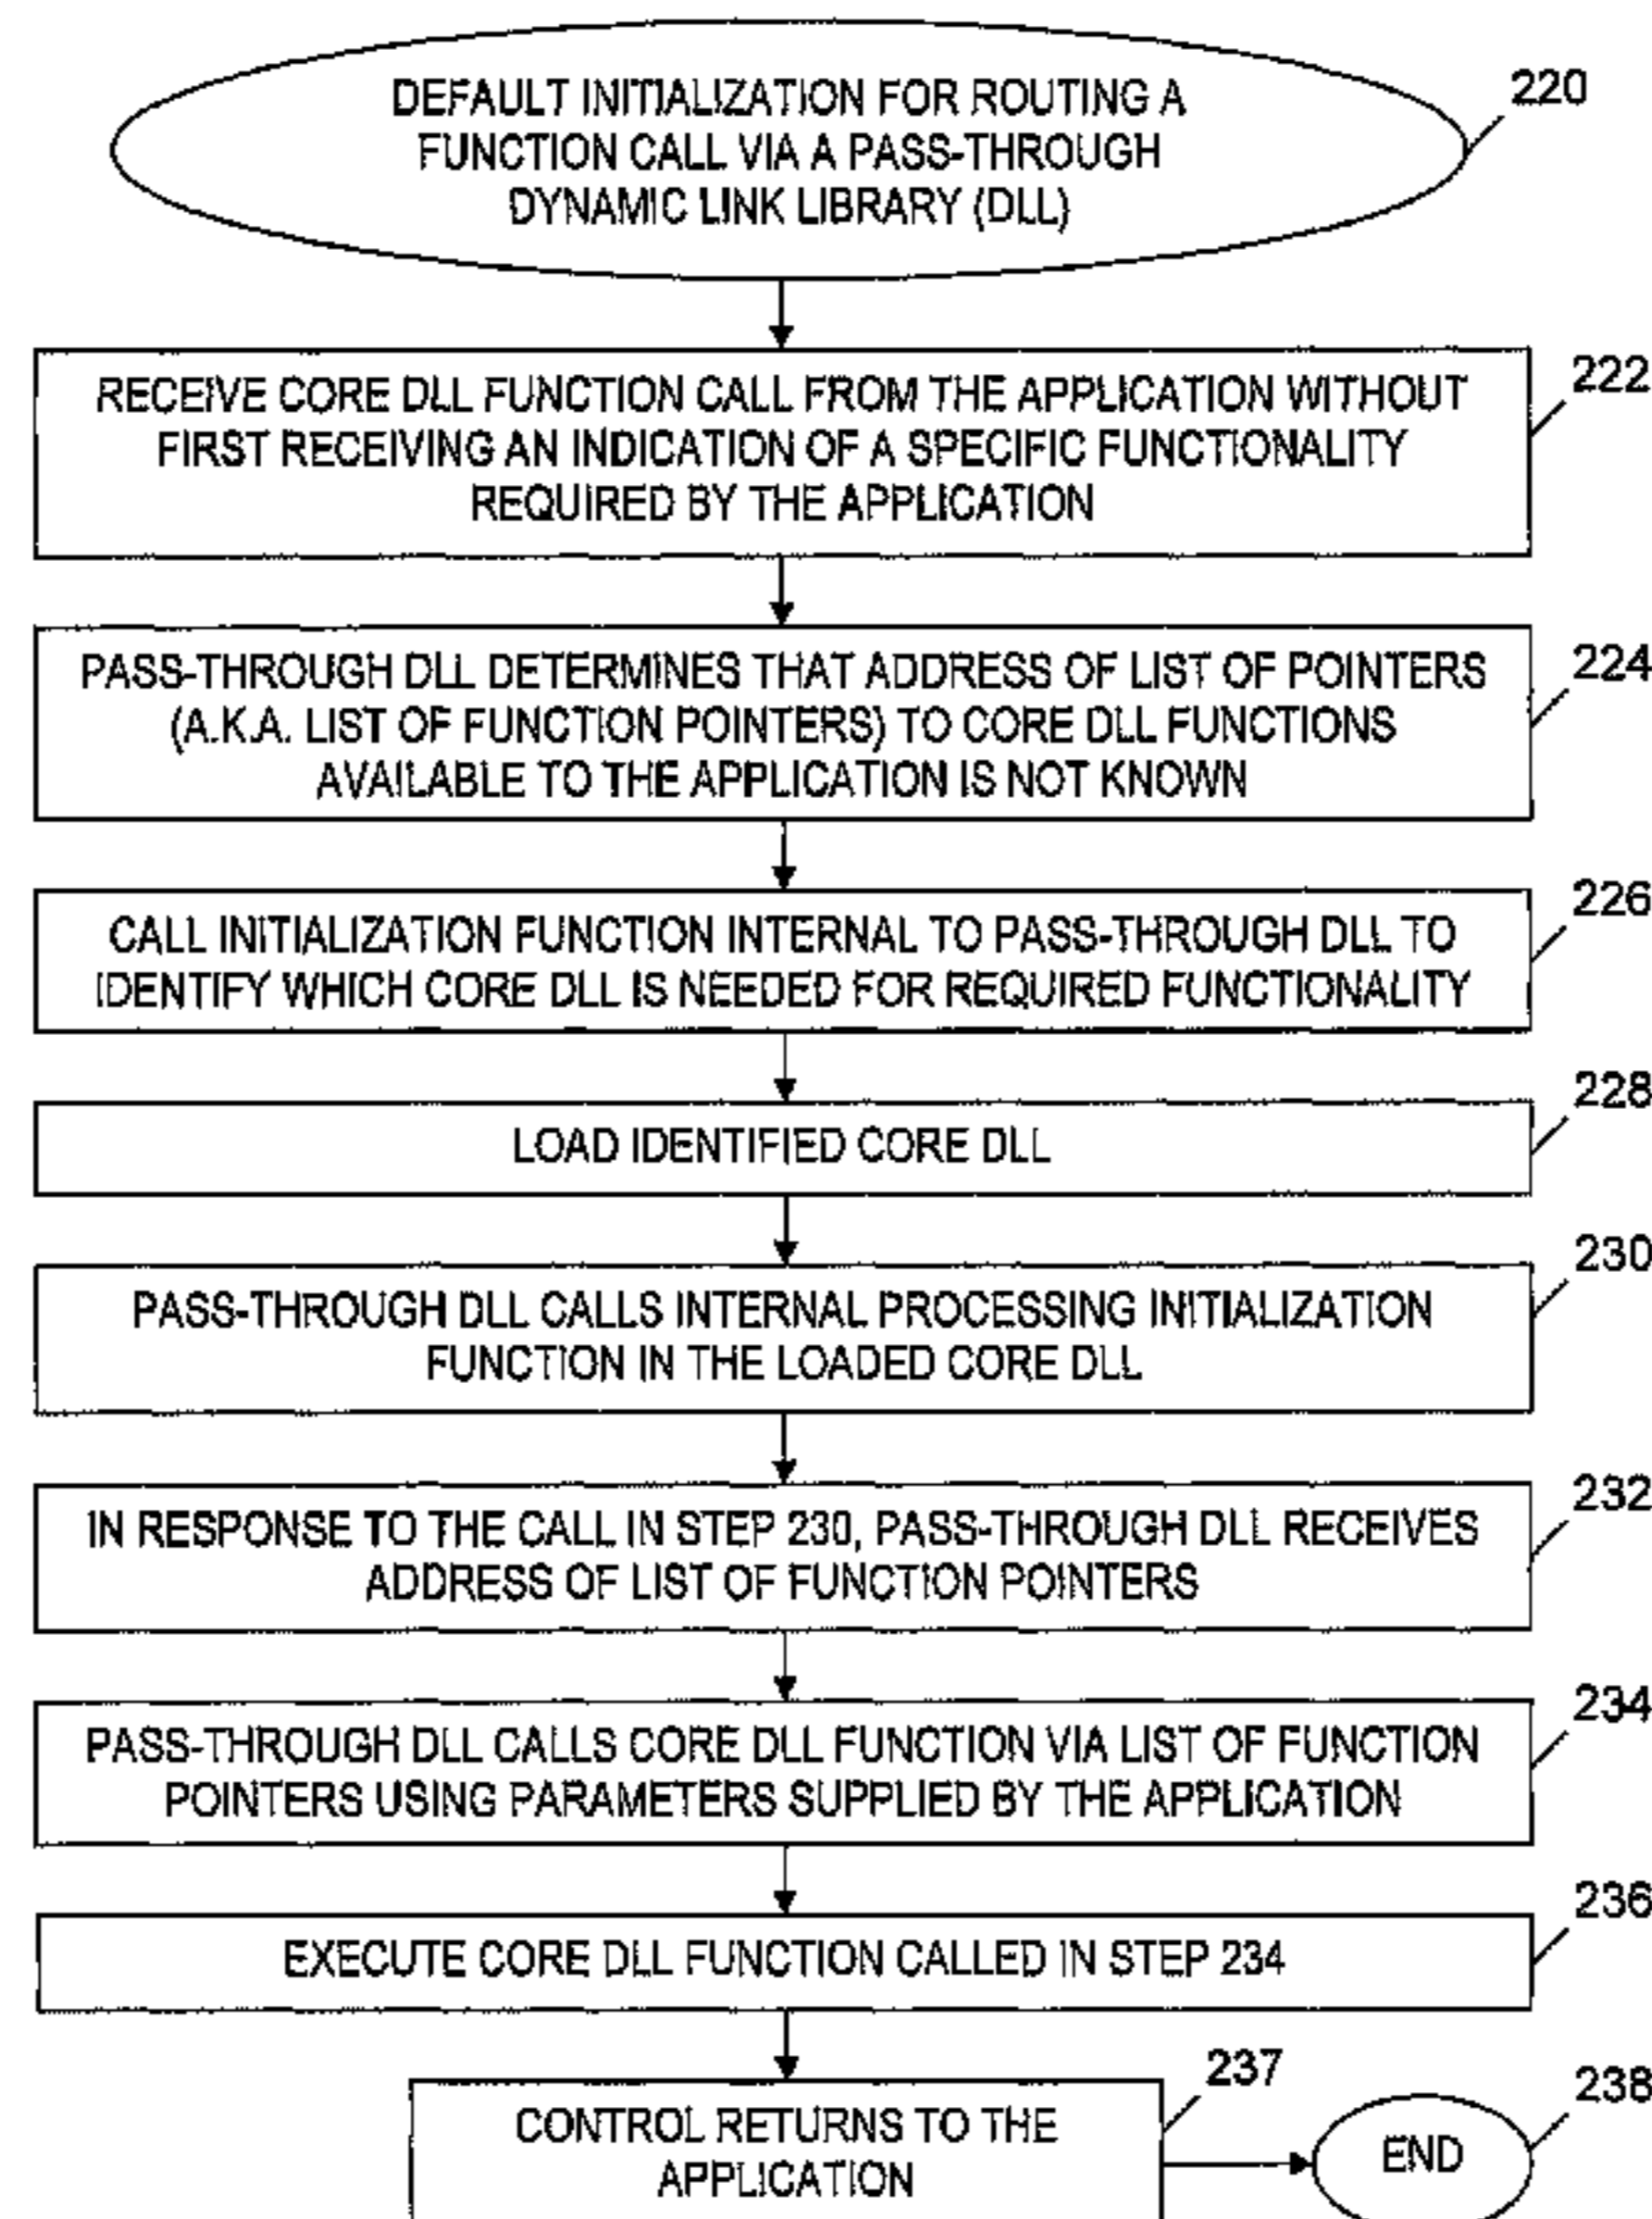 DEFAULT INITIALIZATION FOR ROUTING A
FUNCTION CALL VIA A PASS-THROUGH
DYNAMIC LINK LIBRARY (DLL)
220
RECEIVE CORE DLL FUNCTION CALL FROM THE APPLICATION WITHOUT
FIRST RECEIVING AN INDICATION OF A SPECIFIC FUNCTIONALITY
REQUIRED BY THE APPLICATION
222
PASS-THROUGH DLL DETERMINES THAT ADDRESS OF LIST OF POINTERS
(A.K.A. LIST OF FUNCTION POINTERS) TO CORE DLL FUNCTIONS
AVAILABLE TO THE APPLICATION IS NOT KNOWN
224
CALL INITIALIZATION FUNCTION INTERNAL TO PASS-THROUGH DLL TO
IDENTIFY WHICH CORE DLL IS NEEDED FOR REQUIRED FUNCTIONALITY
226
LOAD IDENTIFIED CORE DLL
228
PASS-THROUGH DLL CALLS INTERNAL PROCESSING INITIALIZATION
FUNCTION IN THE LOADED CORE DLL
230
IN RESPONSE TO THE CALL IN STEP 230, PASS-THROUGH DLL RECEIVES
ADDRESS OF LIST OF FUNCTION POINTERS
232
PASS-THROUGH DLL CALLS CORE DLL FUNCTION VIA LIST OF FUNCTION
POINTERS USING PARAMETERS SUPPLIED BY THE APPLICATION
234
EXECUTE CORE DLL FUNCTION CALLED IN STEP 234
236
CONTROL RETURNS TO THE
APPLICATION
237
END
238